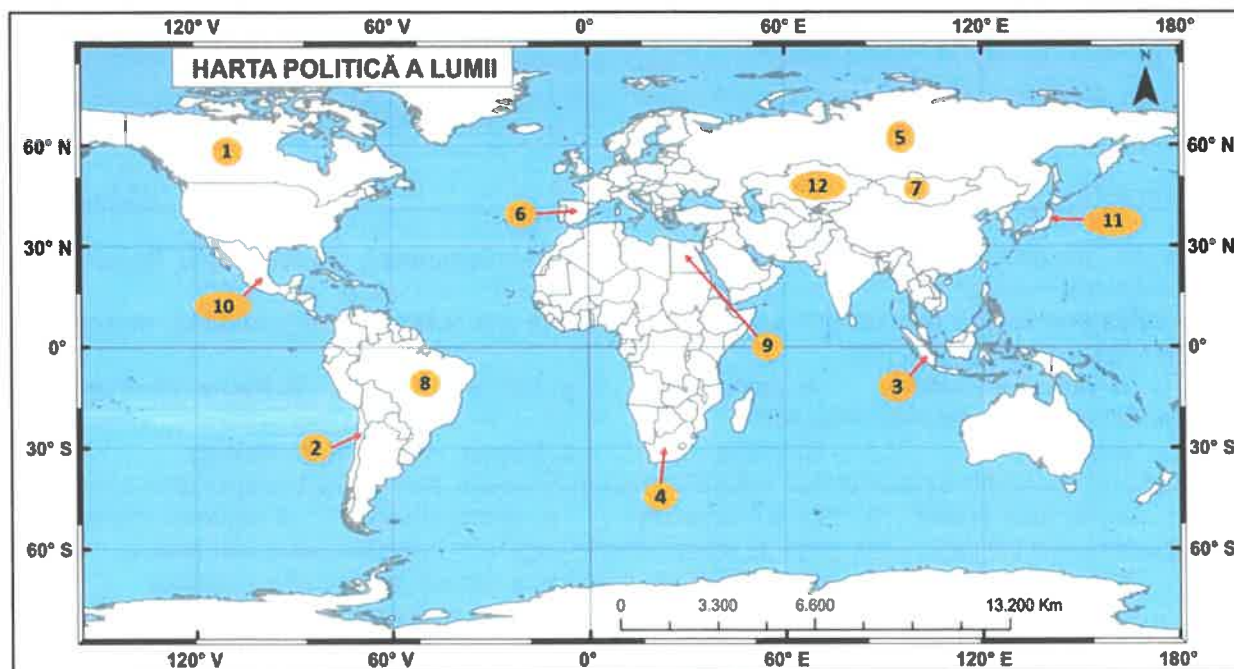 120° V 60° V 0° 60° E 120° E 180°
N
HARTA POLITICĂ A LUMII
60° N 1 5 60° N
12 7
6 11
30° N 30° N
10
0° 9 0°
3
8
30° S 2 30° S
4
60° S 60° S
0 3.300 6.600 13.200 Km
120° V 60° V 0° 60° E 120° E 180°